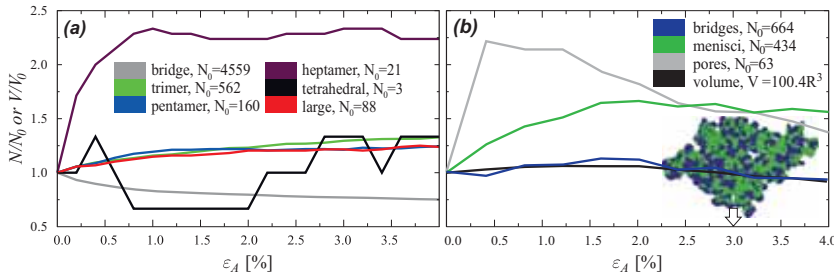 (a)
bridge, N₀=4559
trimer, N₀=562
pentamer, N₀=160
heptamer, N₀=21
tetrahedral, N₀=3
large, N₀=88
N/N₀ or V/V₀
2.5
2.0
1.5
1.0
0.5
0.0 0.5 1.0 1.5 2.0 2.5 3.0 3.5
ε_A [%]
(b)
bridges, N₀=664
menisci, N₀=434
pores, N₀=63
volume, V =100.4R³
0.0 0.5 1.0 1.5 2.0 2.5 3.0 3.5 4.0
ε_A [%]